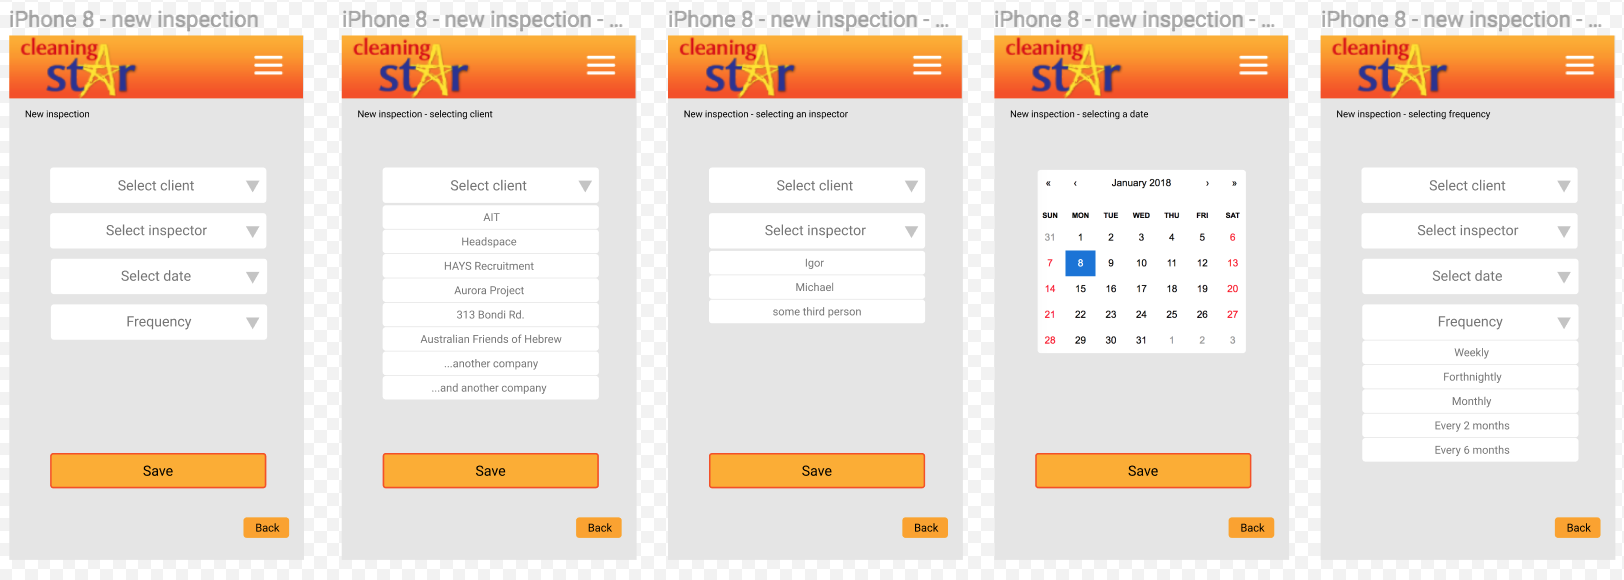 iPhone 8 - new inspection
cleaning
star
New inspection
Select client
Select inspector
Select date
Frequency
Save
Back
iPhone 8 - new inspection - ...
cleaning
star
New inspection - selecting client
Select client
AIT
Headspace
HAYS Recruitment
Aurora Project
313 Bondi Rd.
Australian Friends of Hebrew
...another company
...and another company
Save
Back
iPhone 8 - new inspection - ...
cleaning
star
New inspection - selecting an inspector
Select client
Select inspector
Igor
Michael
some third person
Save
Back
iPhone 8 - new inspection - ...
cleaning
star
New inspection - selecting a date
« ‹ January 2018 › »
SUN MON TUE WED THU FRI SAT
31 1 2 3 4 5 6
7 8 9 10 11 12 13
14 15 16 17 18 19 20
21 22 23 24 25 26 27
28 29 30 31 1 2 3
Save
Back
iPhone 8 - new inspection - ...
cleaning
star
New inspection - selecting frequency
Select client
Select inspector
Select date
Frequency
Weekly
Forthnightly
Monthly
Every 2 months
Every 6 months
Back